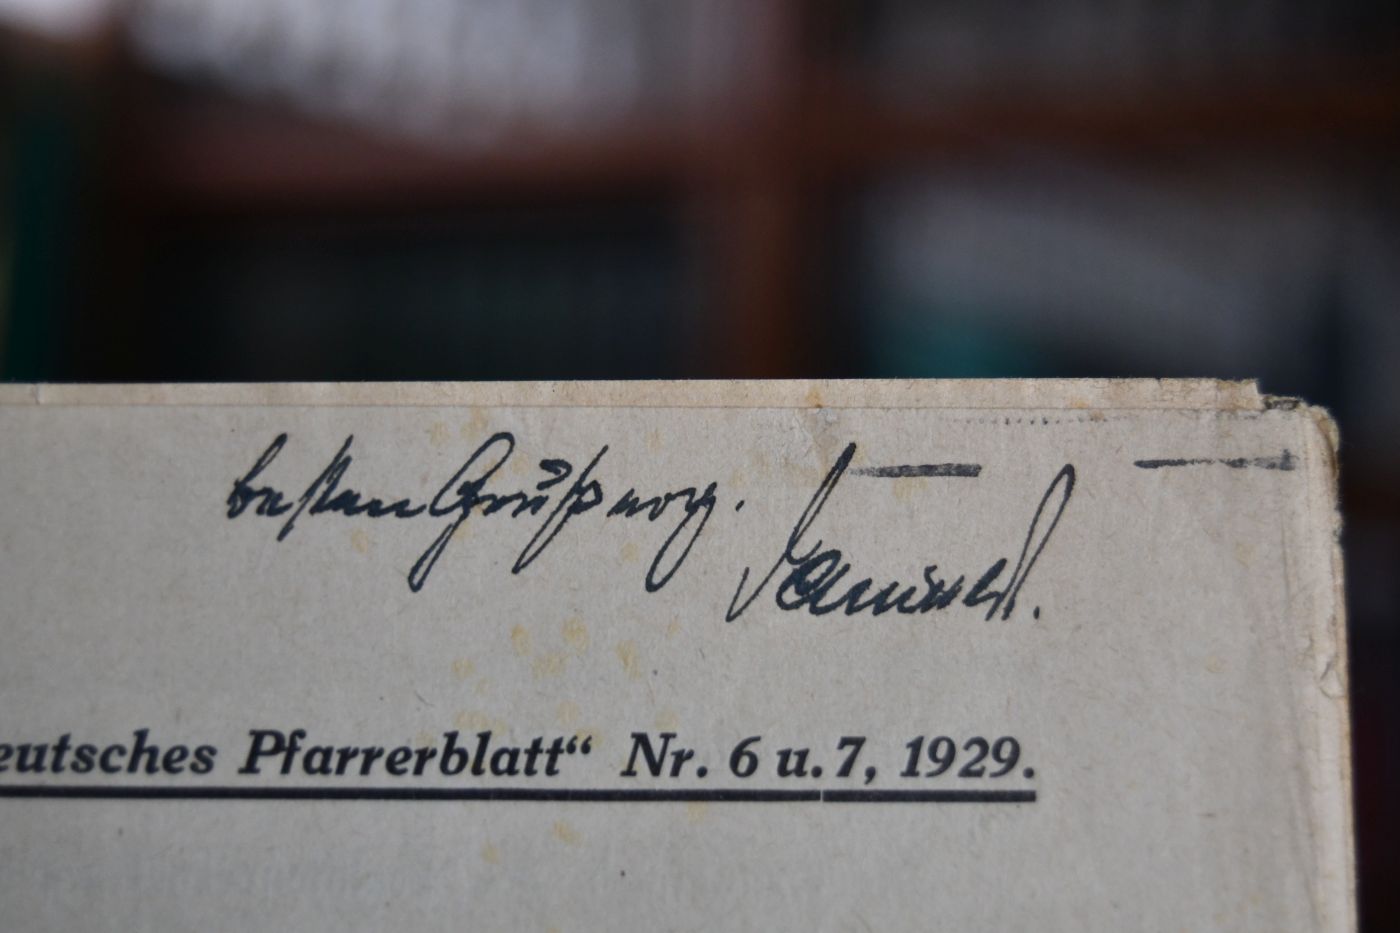 besten Gruß
eutsches Pfarrerblatt“ Nr. 6 u. 7, 1929.